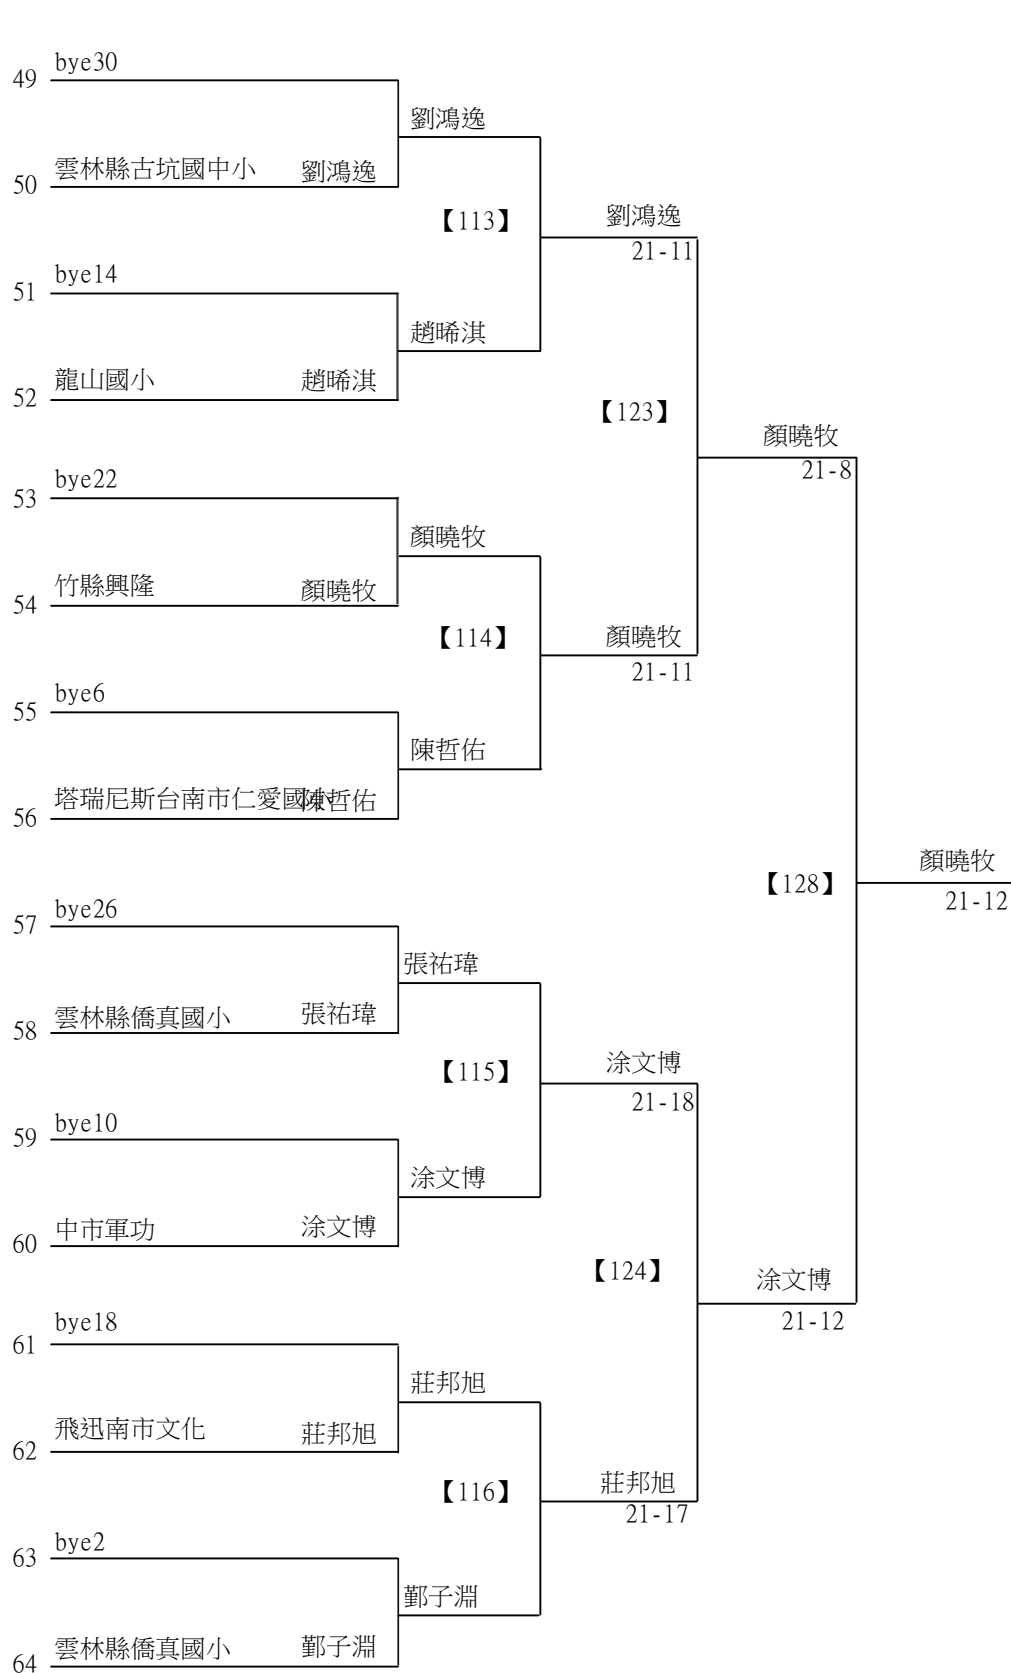 bye30
49
劉鴻逸
雲林縣古坑國中小 劉鴻逸
50
【113】
劉鴻逸
21-11
bye14
51
趙晞淇
龍山國小 趙晞淇
52
【123】
顏曉牧
21-8
bye22
53
顏曉牧
竹縣興隆 顏曉牧
54
【114】
顏曉牧
21-11
bye6
55
陳哲佑
塔瑞尼斯台南市仁愛國小 陳哲佑
56
【128】
顏曉牧
21-12
bye26
57
張祐瑋
雲林縣僑真國小 張祐瑋
58
【115】
涂文博
21-18
bye10
59
涂文博
中市軍功 涂文博
60
【124】
涂文博
21-12
bye18
61
莊邦旭
飛迅南市文化 莊邦旭
62
【116】
莊邦旭
21-17
bye2
63
鄞子淵
雲林縣僑真國小 鄞子淵
64